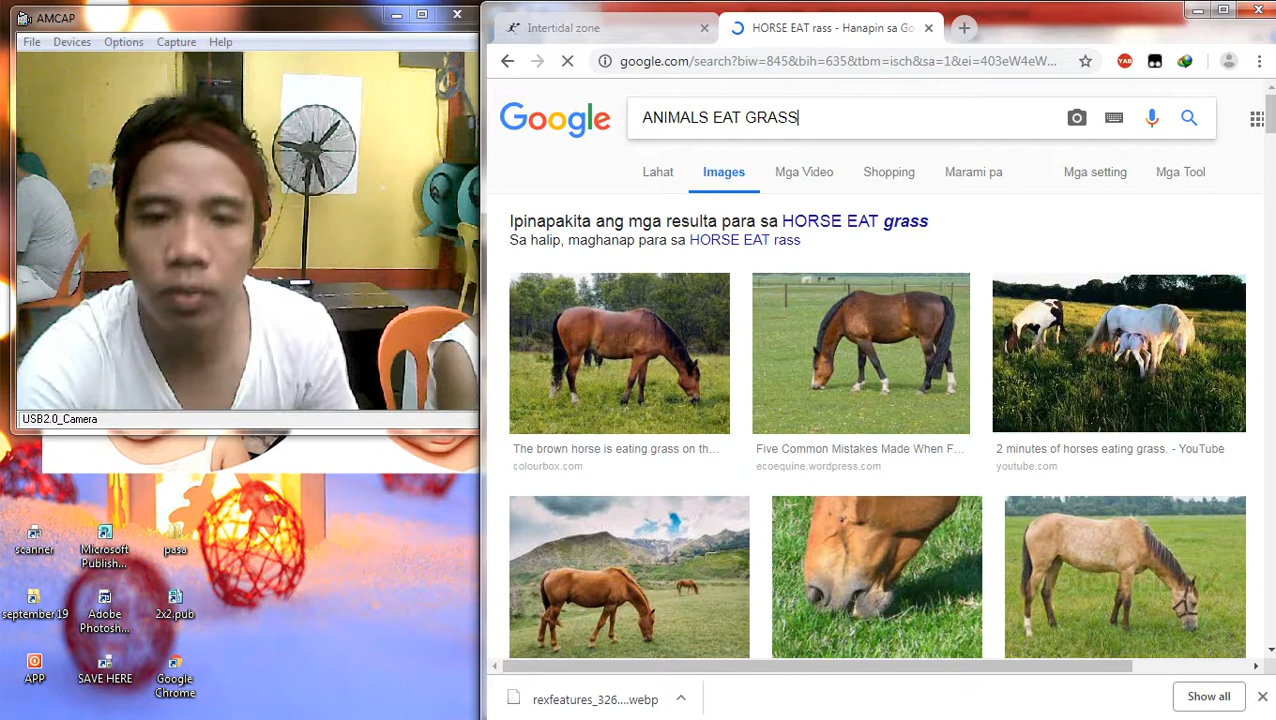 AMCAP
File Devices Options Capture Help
USB2.0_Camera
scanner
Microsoft Publish...
pasa
september 19
Adobe Photosh...
2x2.pub
APP
SAVE HERE
Google Chrome
Intertidal zone
HORSE EAT rass - Hanapin sa Go
google.com/search?biw=845&bih=635&tbm=isch&sa=1&ei=403eW4eW...
YAB
Google
ANIMALS EAT GRASS
Lahat Images Mga Video Shopping Marami pa Mga setting Mga Tool
Ipinapakita ang mga resulta para sa HORSE EAT grass
Sa halip, maghanap para sa HORSE EAT rass
The brown horse is eating grass on th...
colourbox.com
Five Common Mistakes Made When F...
ecoequine.wordpress.com
2 minutes of horses eating grass. - YouTube
youtube.com
rexfeatures_326....webp
Show all